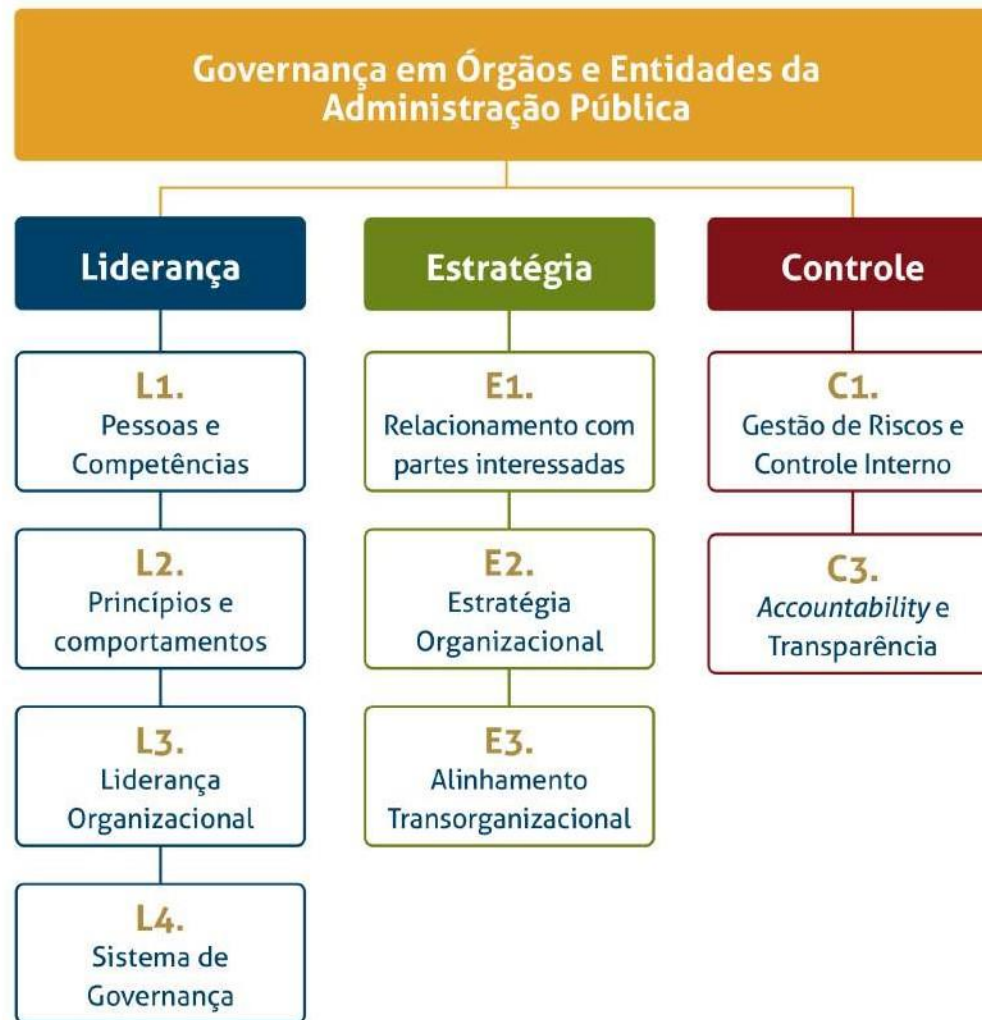 Governança em Órgãos e Entidades da
Administração Pública
Liderança
L1.
Pessoas e
Competências
L2.
Princípios e
comportamentos
L3.
Liderança
Organizacional
L4.
Sistema de
Governança
Estratégia
E1.
Relacionamento com
partes interessadas
E2.
Estratégia
Organizacional
E3.
Alinhamento
Transorganizacional
Controle
C1.
Gestão de Riscos e
Controle Interno
C3.
Accountability e
Transparência